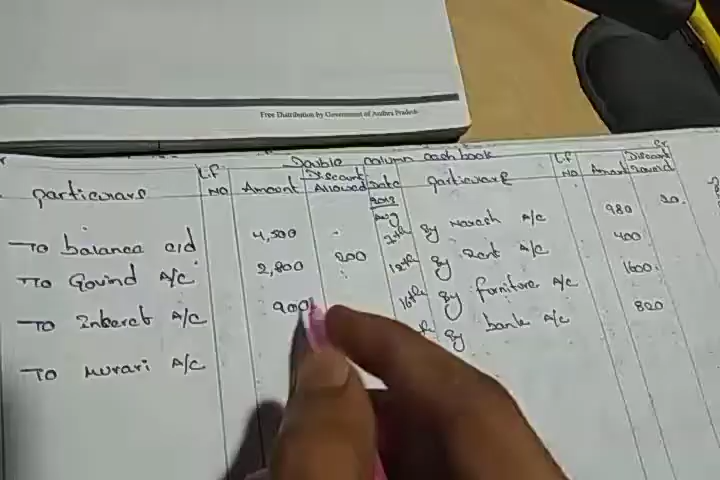 Free Distribution by Government of Andhra Pradesh
Double column cash book
Particulars L.F No Amount Discount Allowed Date Particulars L.F No Amount Discount
To balance c/d 4,500
To Govind A/c 2,800 200
To Interest A/c 900
To Murari A/c
By Naresh A/c 980 20
12th By Rent A/c 400
16th By forniture A/c 1600
By bank A/c 820